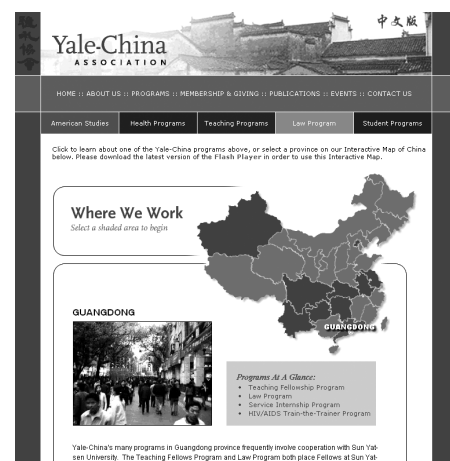 中文版
Yale-China
ASSOCIATION
HOME :: ABOUT US :: PROGRAMS :: MEMBERSHIP & GIVING :: PUBLICATIONS :: EVENTS :: CONTACT US
American Studies Health Programs Teaching Programs Law Program Student Programs
Click to learn about one of the Yale-China programs above, or select a province on our Interactive Map of China
below. Please download the latest version of the Flash Player in order to use this Interactive Map.
Where We Work
Select a shaded area to begin
GUANGDONG
GUANGDONG
Programs At A Glance:
• Teaching Fellowship Program
• Law Program
• Service Internship Program
• HIV/AIDS Train-the-Trainer Program
Yale-China's many programs in Guangdong province frequently involve cooperation with Sun Yat-
sen University. The Teaching Fellows Program and Law Program both place Fellows at Sun Yat-